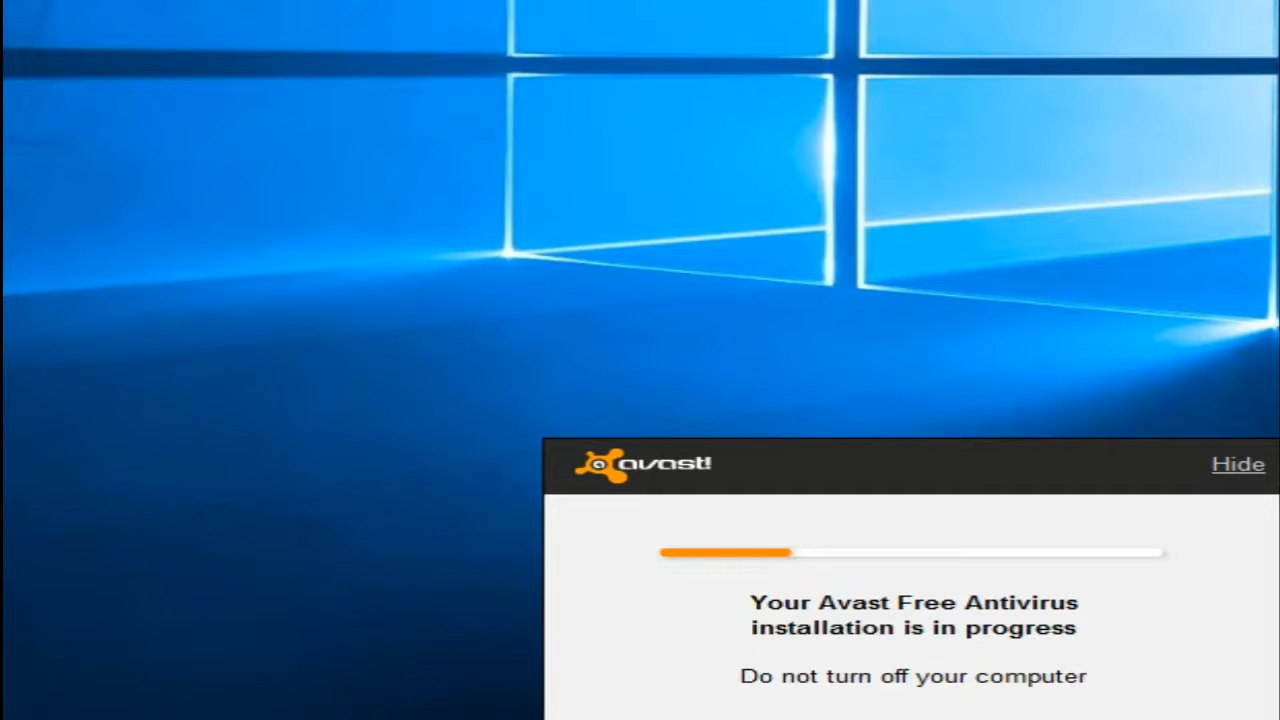 avast!
Hide
Your Avast Free Antivirus
installation is in progress
Do not turn off your computer